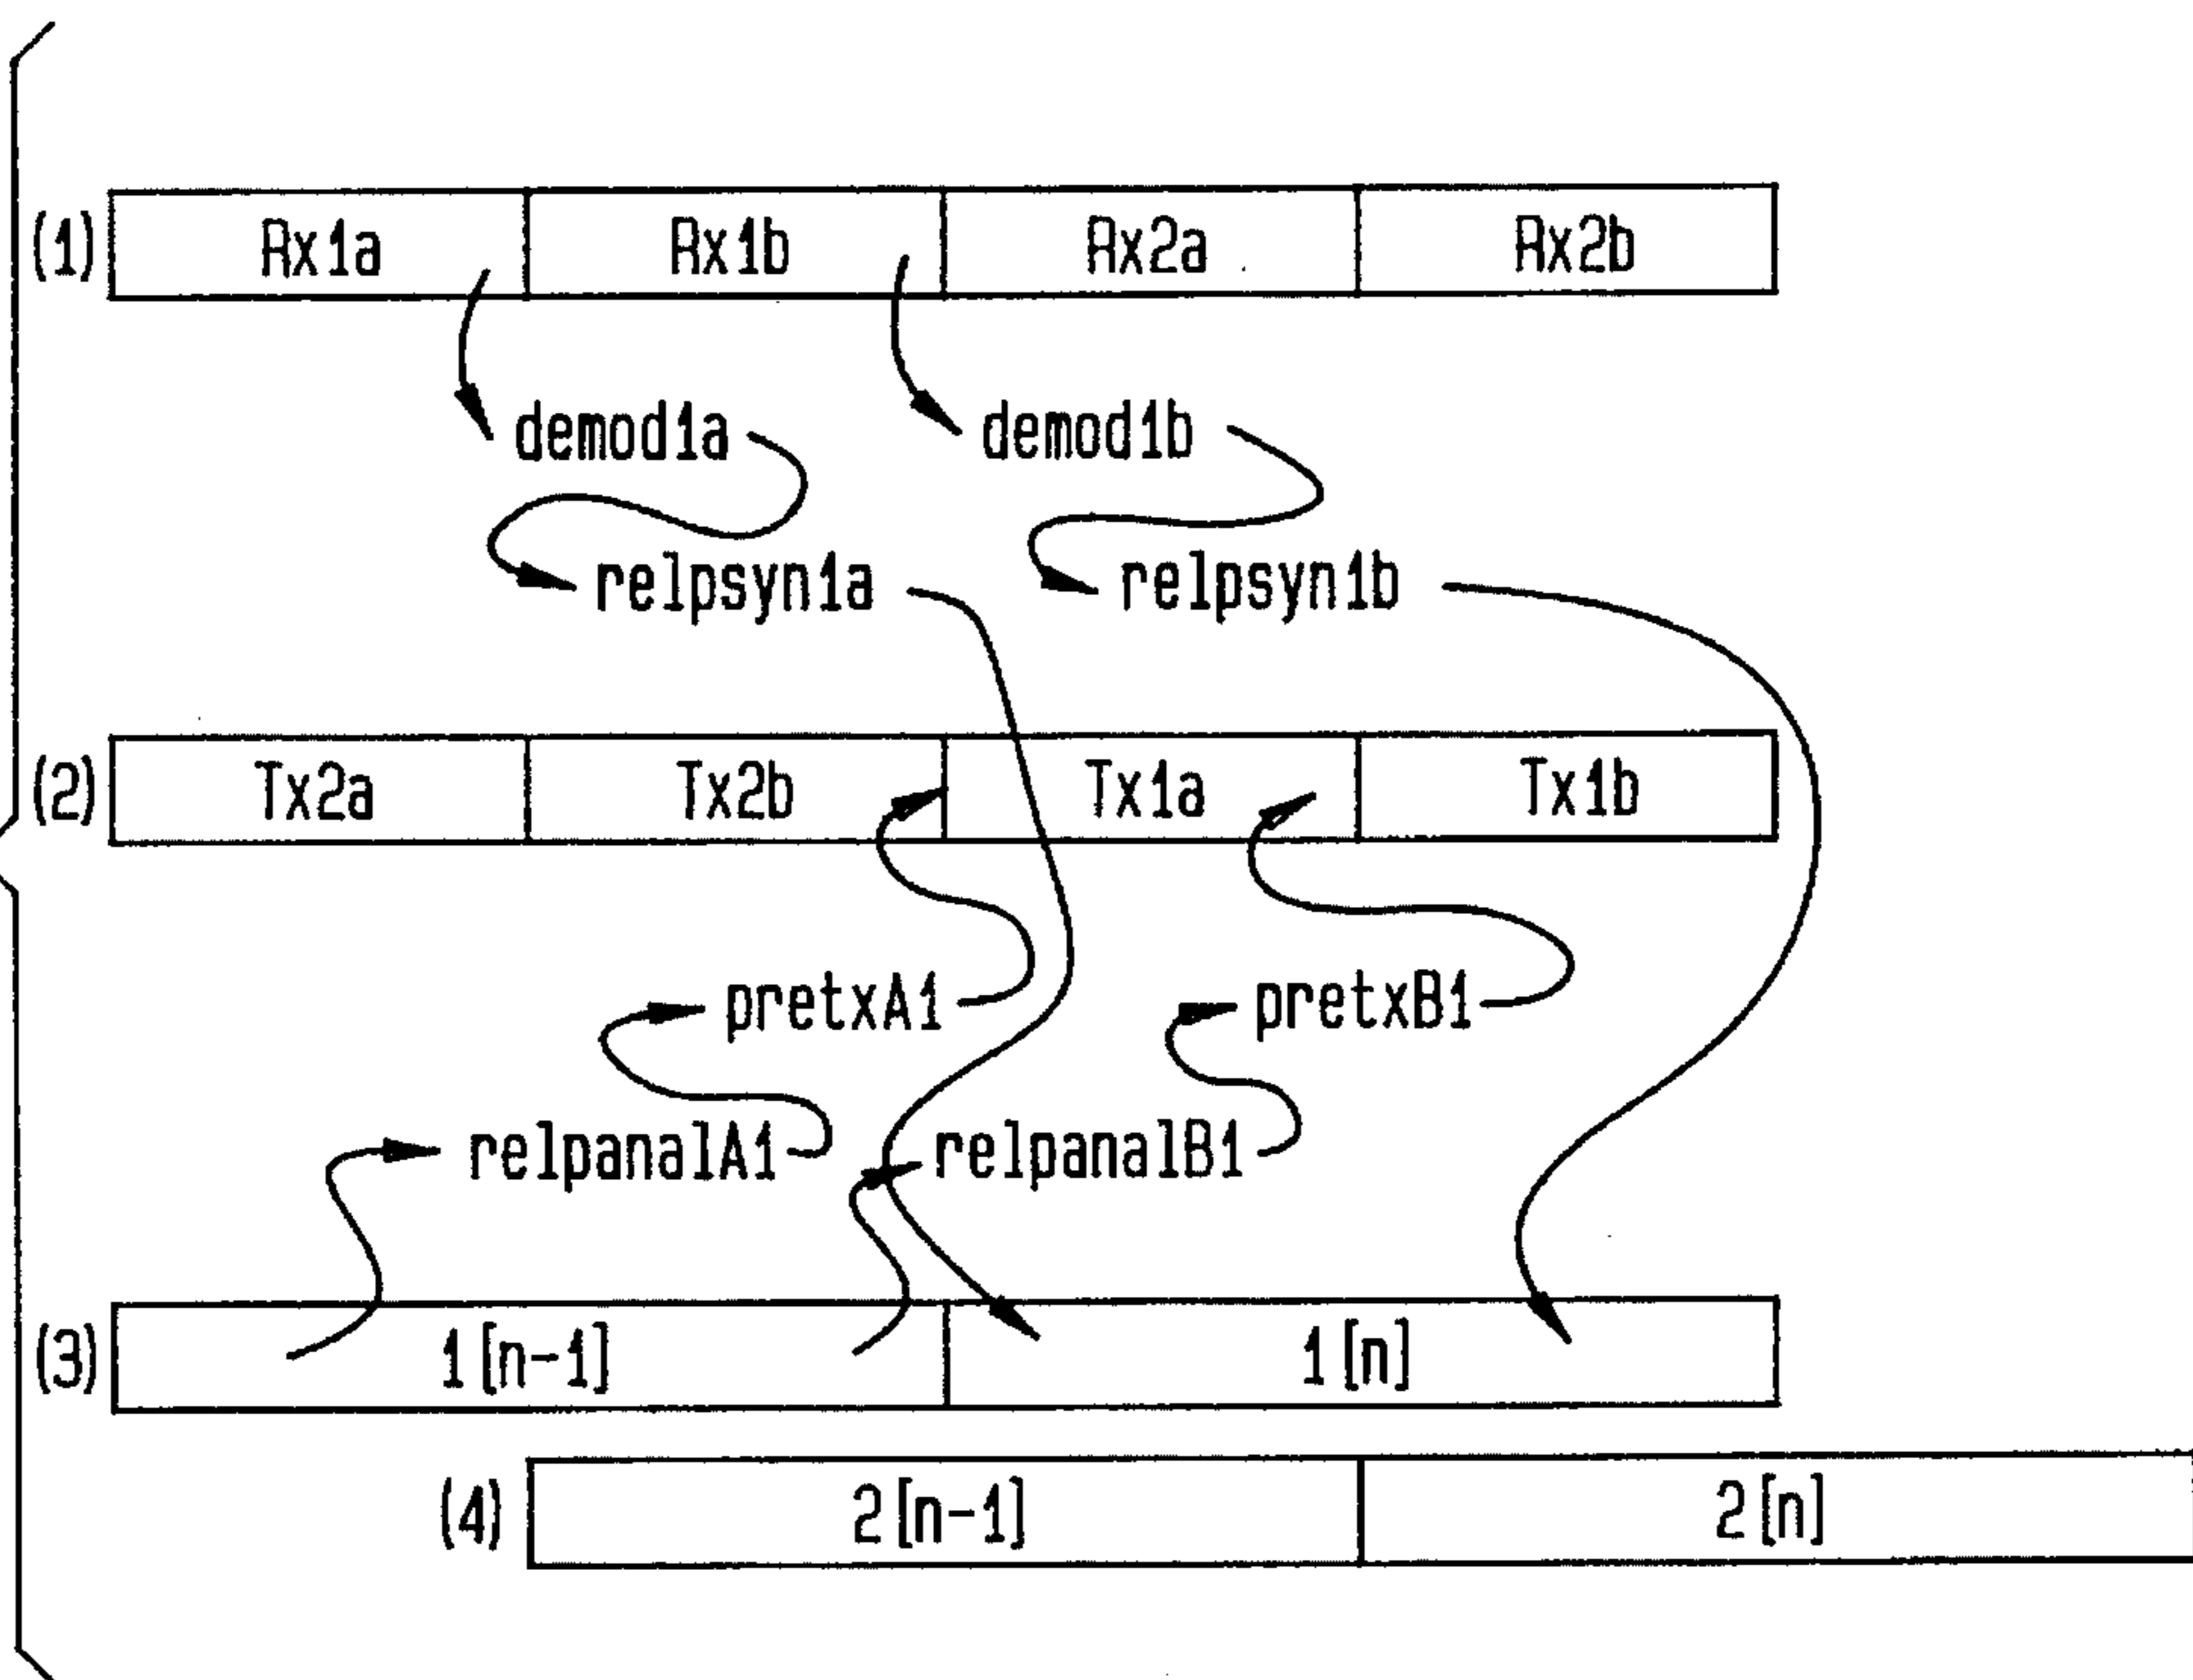 (1) Rx1a Rx1b Rx2a Rx2b
demod1a demod1b
relpsyn1a relpsyn1b
(2) Tx2a Tx2b Tx1a Tx1b
pretxA1 pretxB1
relpanalA1 relpanalB1
(3) 1[n-1] 1[n]
(4) 2[n-1] 2[n]